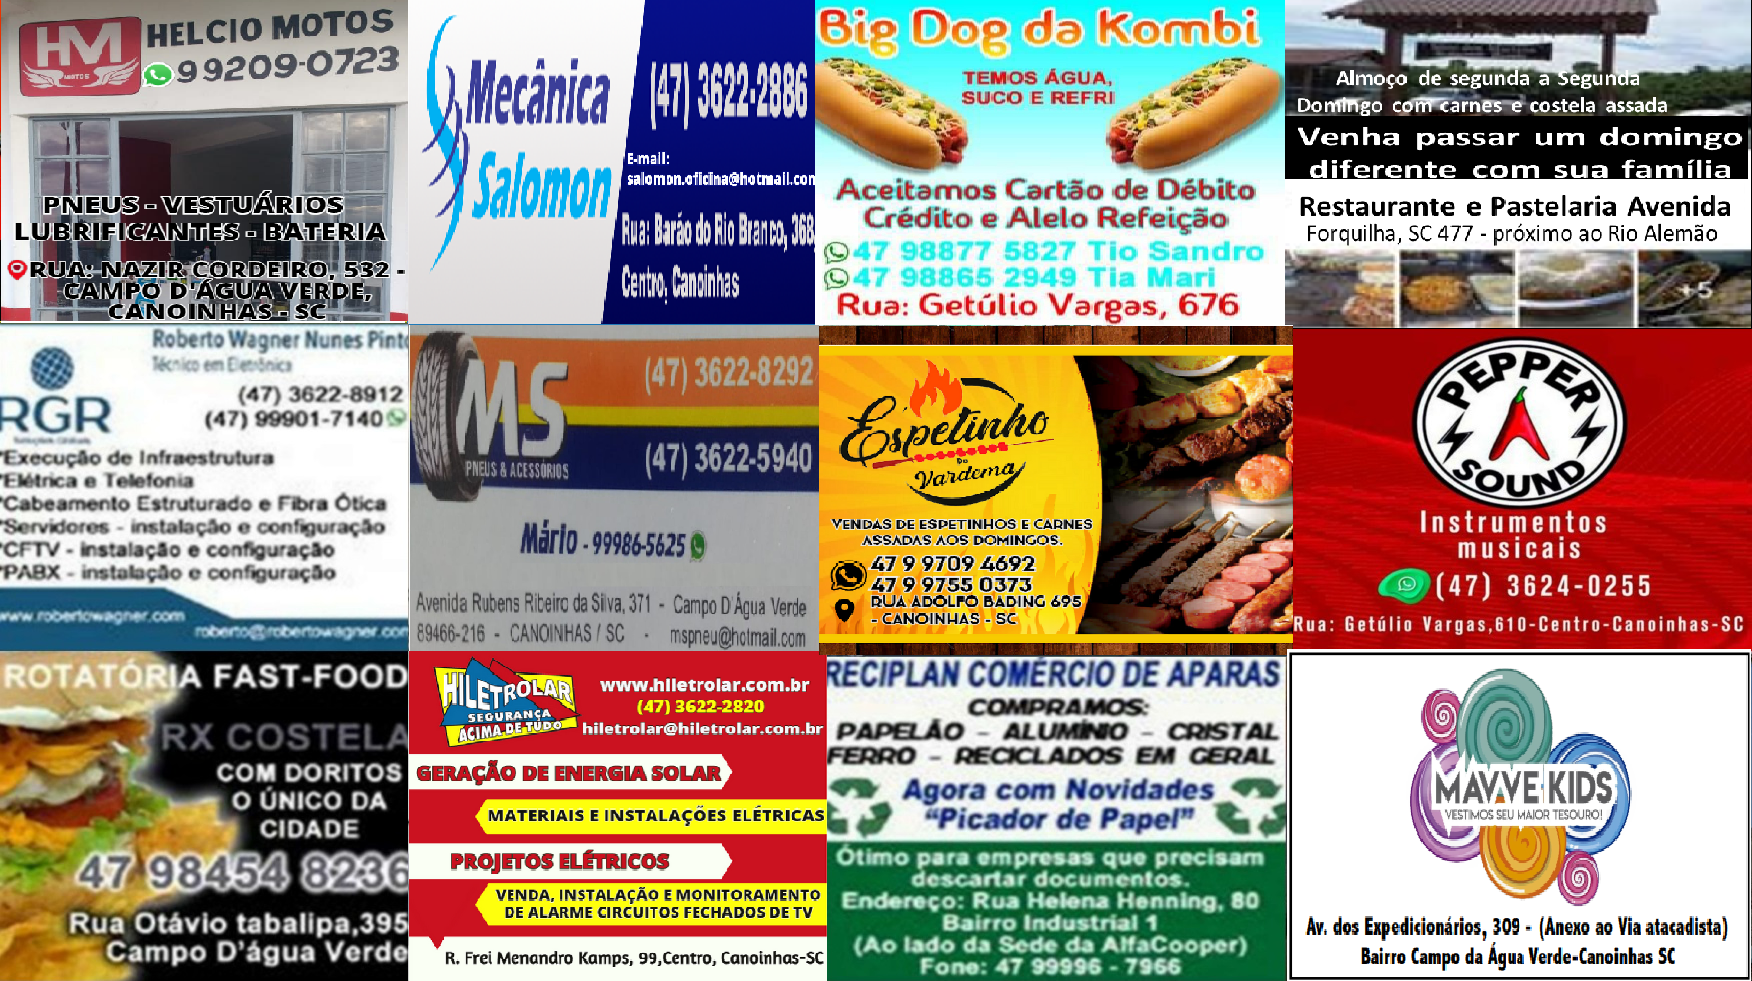 HM
MOTOS
HELCIO MOTOS
99209-0723
PNEUS - VESTUÁRIOS
LUBRIFICANTES - BATERIA
RUA: NAZIR CORDEIRO, 532 -
CAMPO D'ÁGUA VERDE,
CANOINHAS - SC
Mecânica
Salomon
(47) 3622-2886
E-mail:
salomon.oficina@hotmail.com
Rua: Barão do Rio Branco, 368
Centro, Canoinhas
Big Dog da Kombi
TEMOS ÁGUA,
SUCO E REFRI
Aceitamos Cartão de Débito
Crédito e Alelo Refeição
47 98877 5827 Tio Sandro
47 98865 2949 Tia Mari
Rua: Getúlio Vargas, 676
Almoço de segunda a Segunda
Domingo com carnes e costela assada
Venha passar um domingo
diferente com sua família
Restaurante e Pastelaria Avenida
Forquilha, SC 477 - próximo ao Rio Alemão
+5
Roberto Wagner Nunes Pinto
Técnico em Eletrônica
(47) 3622-8912
(47) 99901-7140
RGR
*Execução de Infraestrutura
*Elétrica e Telefonia
*Cabeamento Estruturado e Fibra Ótica
*Servidores - instalação e configuração
*CFTV - instalação e configuração
*PABX - instalação e configuração
www.robertowagner.com
roberto@robertowagner.com
MS
PNEUS & ACESSÓRIOS
(47) 3622-8292
(47) 3622-5940
Mário - 99986-5625
Avenida Rubens Ribeiro da Silva, 371 - Campo D'Água Verde
89466-216 - CANOINHAS / SC - mspneu@hotmail.com
Espetinho
Do
Vardema
VENDAS DE ESPETINHOS E CARNES
ASSADAS AOS DOMINGOS.
47 9 9709 4692
47 9 9755 0373
RUA ADOLFO BADING 695
- CANOINHAS - SC
PEPPER
SOUND
Instrumentos
musicais
(47) 3624-0255
Rua: Getúlio Vargas,610-Centro-Canoinhas-SC
ROTATÓRIA FAST-FOOD
RX COSTELA
COM DORITOS
O ÚNICO DA
CIDADE
47 98454 8236
Rua Otávio tabalipa,395
Campo D'água Verde
HILETROLAR
SEGURANÇA
ACIMA DE TUDO
www.hiletrolar.com.br
(47) 3622-2820
hiletrolar@hiletrolar.com.br
GERAÇÃO DE ENERGIA SOLAR
MATERIAIS E INSTALAÇÕES ELÉTRICAS
PROJETOS ELÉTRICOS
VENDA, INSTALAÇÃO E MONITORAMENTO
DE ALARME CIRCUITOS FECHADOS DE TV
R. Frei Menandro Kamps, 99,Centro, Canoinhas-SC
RECIPLAN COMÉRCIO DE APARAS
COMPRAMOS:
PAPELÃO - ALUMÍNIO - CRISTAL
FERRO - RECICLADOS EM GERAL
Agora com Novidades
"Picador de Papel"
Ótimo para empresas que precisam
descartar documentos.
Endereço: Rua Helena Henning, 80
Bairro Industrial 1
(Ao lado da Sede da AlfaCooper)
Fone: 47 99996 - 7966
MAVVE KIDS
VESTIMOS SEU MAIOR TESOURO!
Av. dos Expedicionários, 309 - (Anexo ao Via atacadista)
Bairro Campo da Água Verde-Canoinhas SC